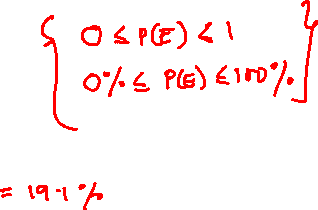 { 0 ≤ P(E) ≤ 1
0% ≤ P(E) ≤ 100% }
= 19.1%